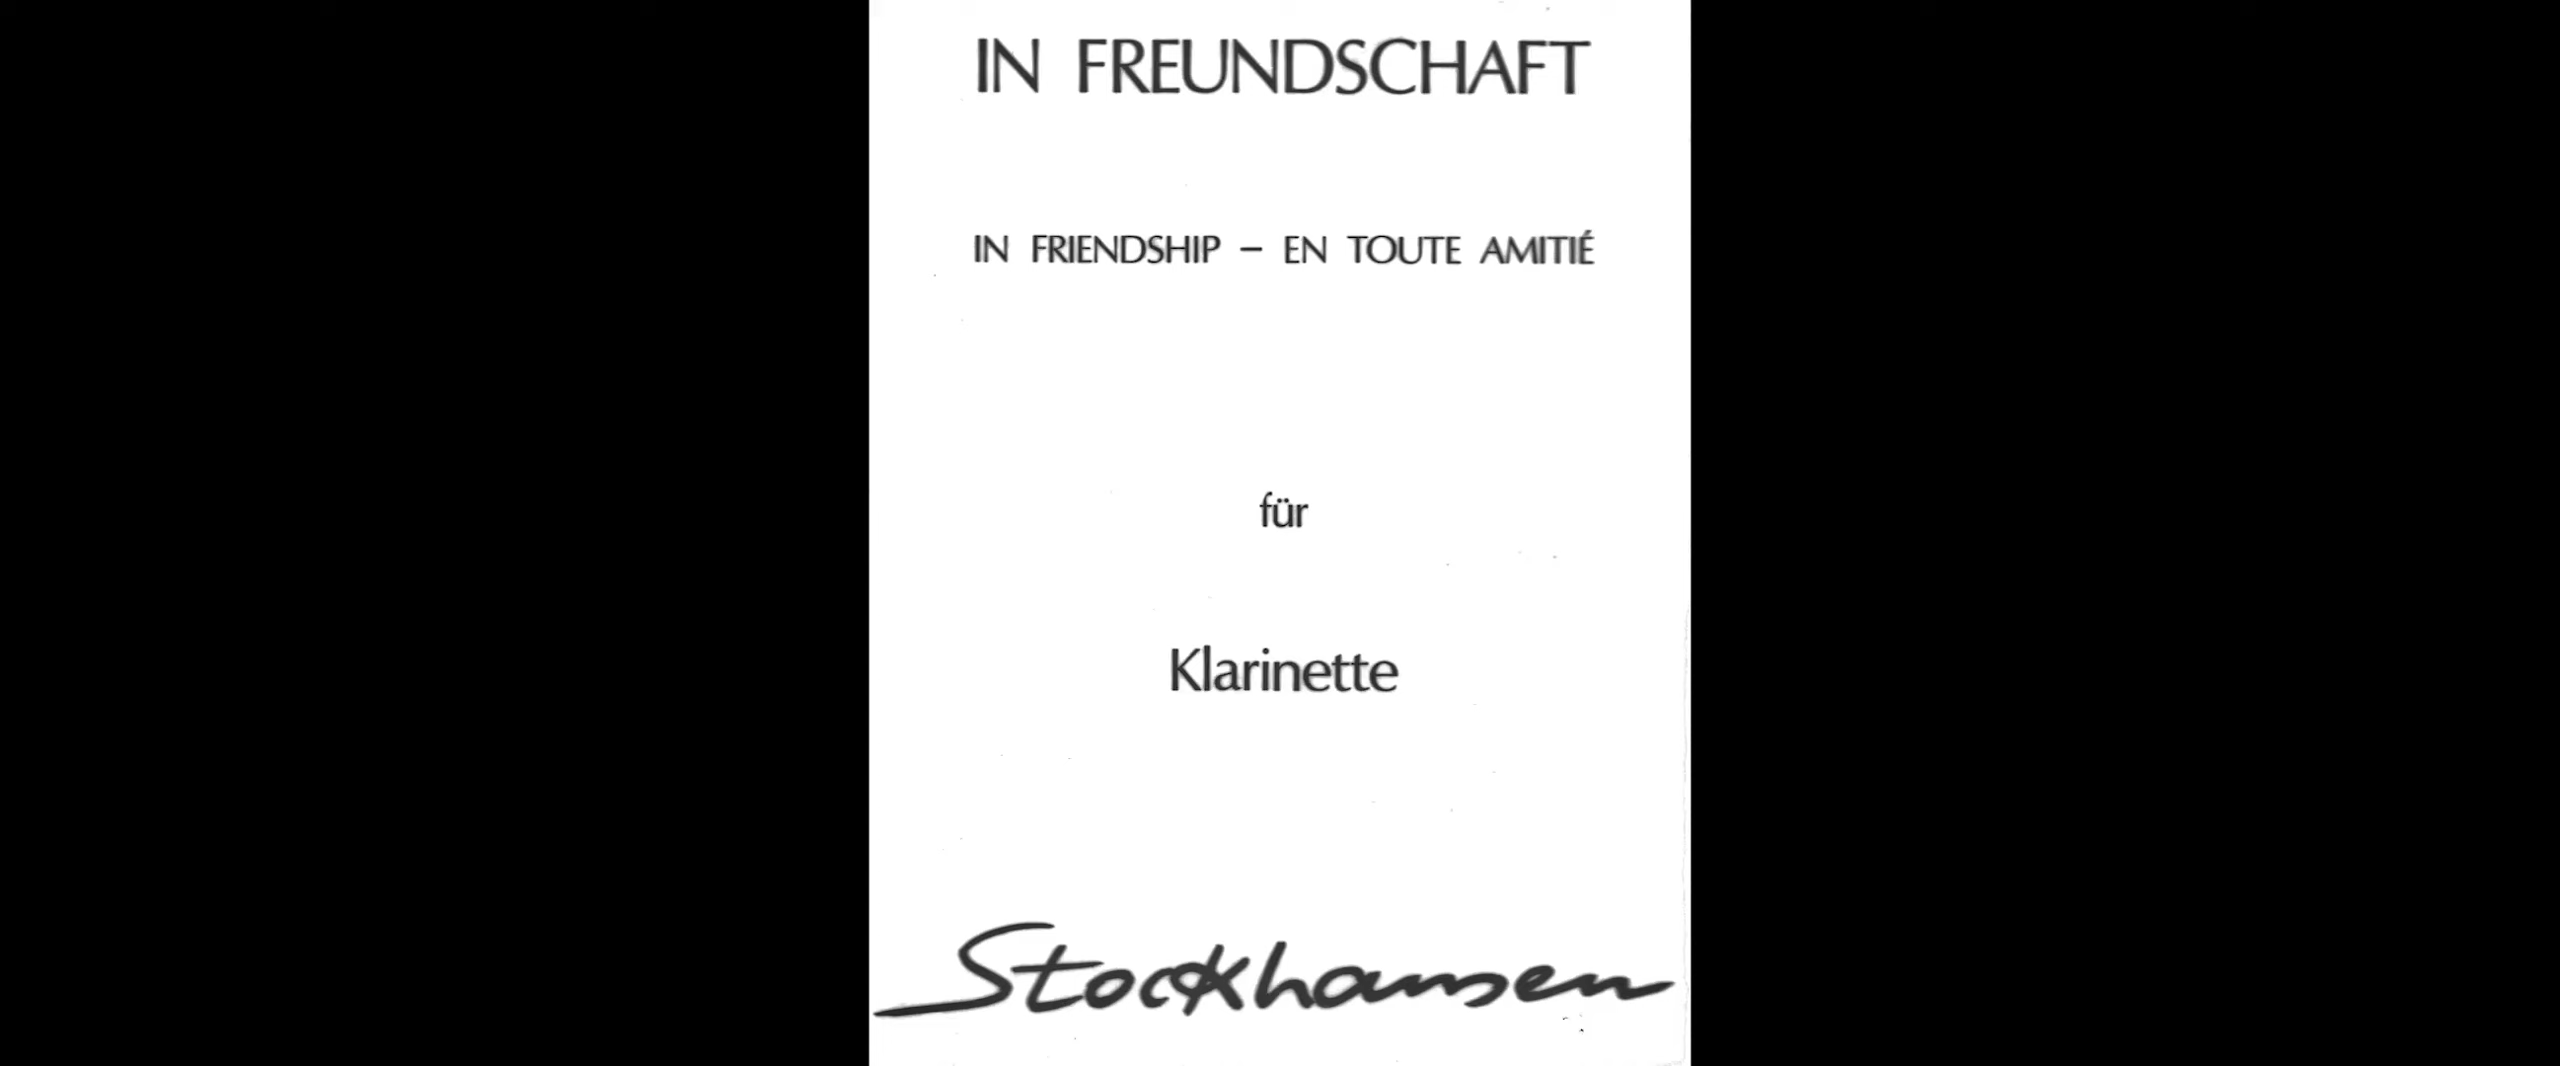 IN FREUNDSCHAFT
IN FRIENDSHIP – EN TOUTE AMITIÉ
für
Klarinette
Stockhausen